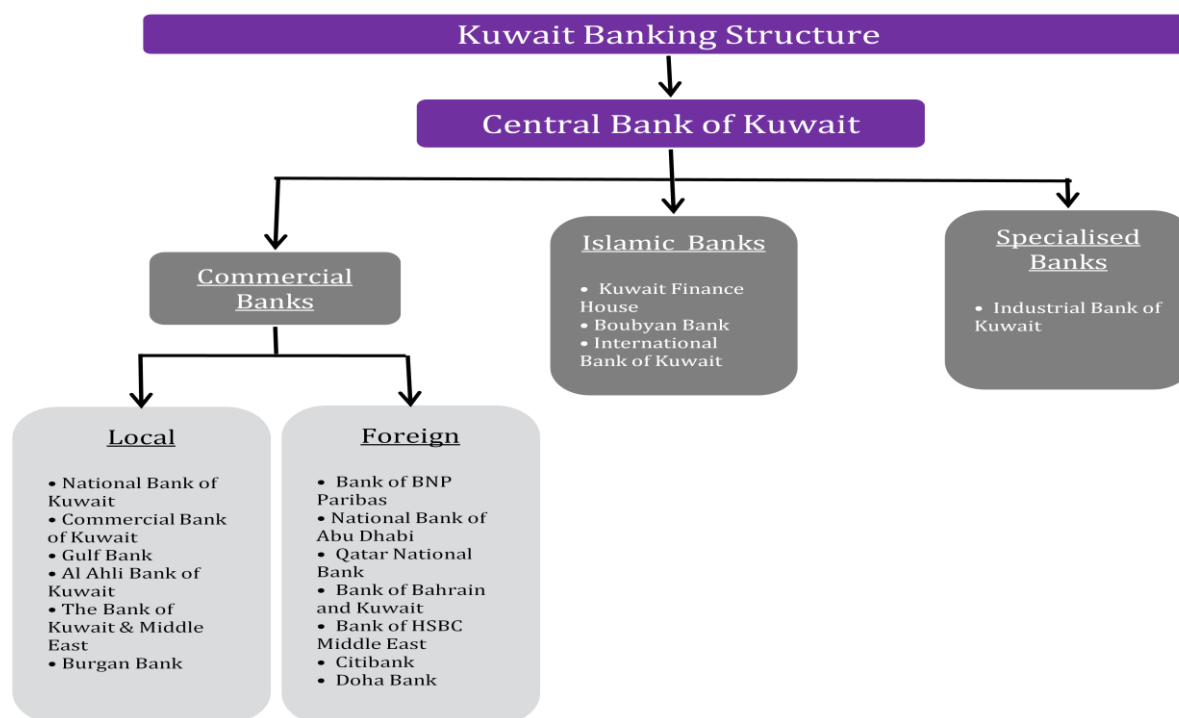 Kuwait Banking Structure
Central Bank of Kuwait
Commercial
Banks
Islamic Banks
• Kuwait Finance
House
• Boubyan Bank
• International
Bank of Kuwait
Specialised
Banks
• Industrial Bank of
Kuwait
Local
• National Bank of
Kuwait
• Commercial Bank
of Kuwait
• Gulf Bank
• Al Ahli Bank of
Kuwait
• The Bank of
Kuwait & Middle
East
• Burgan Bank
Foreign
• Bank of BNP
Paribas
• National Bank of
Abu Dhabi
• Qatar National
Bank
• Bank of Bahrain
and Kuwait
• Bank of HSBC
Middle East
• Citibank
• Doha Bank